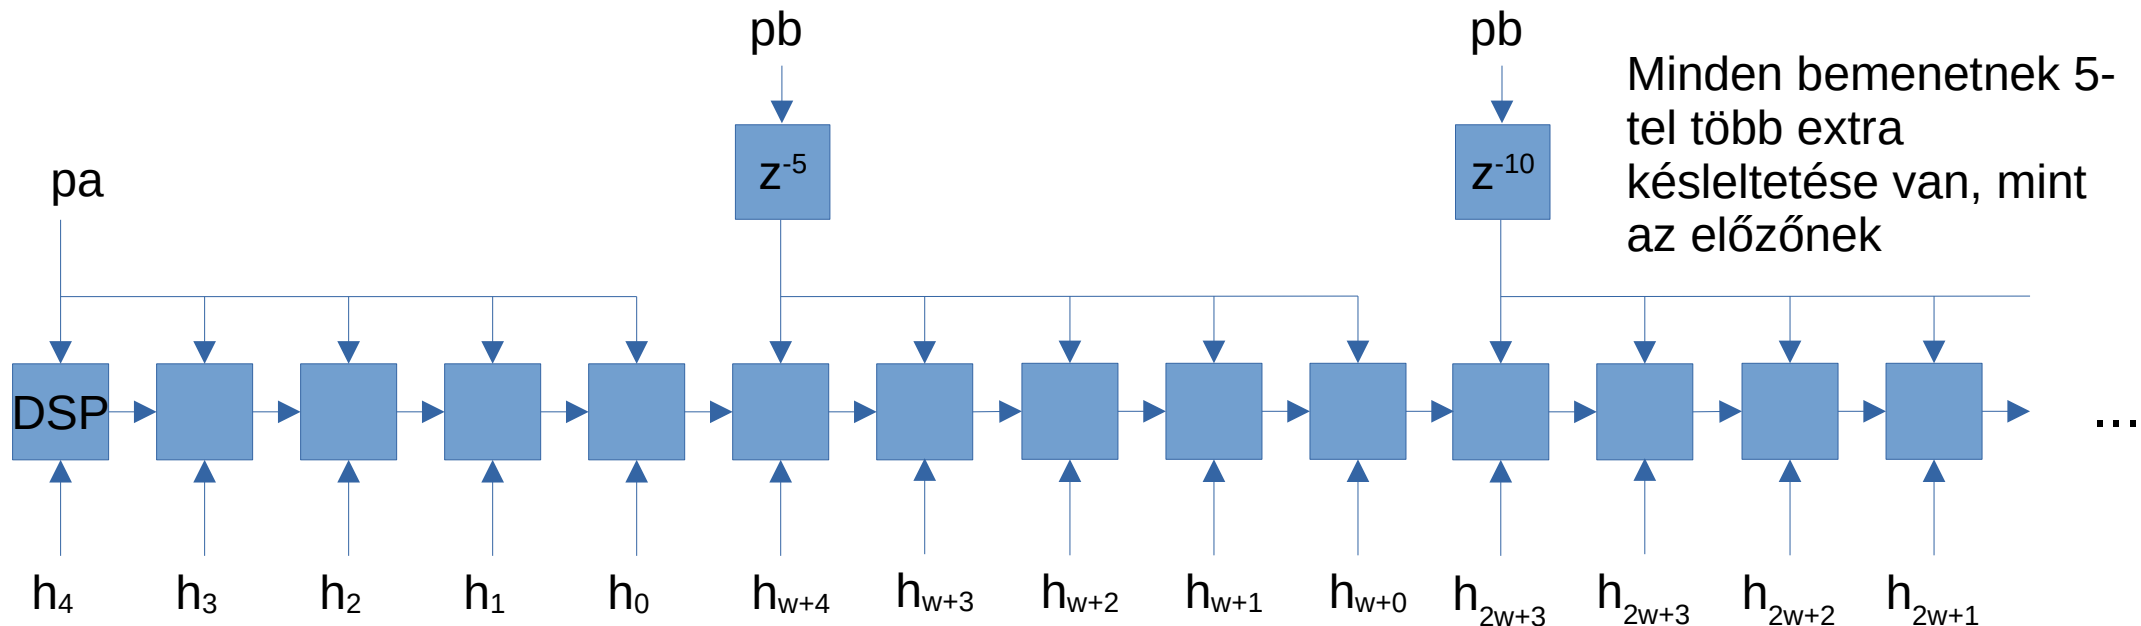 pb
pb
Minden bemenetnek 5-
tel több extra
késleltetése van, mint
az előzőnek
z-5
z-10
pa
DSP
...
h4
h3
h2
h1
h0
hw+4
hw+3
hw+2
hw+1
hw+0
h2w+3
h2w+3
h2w+2
h2w+1